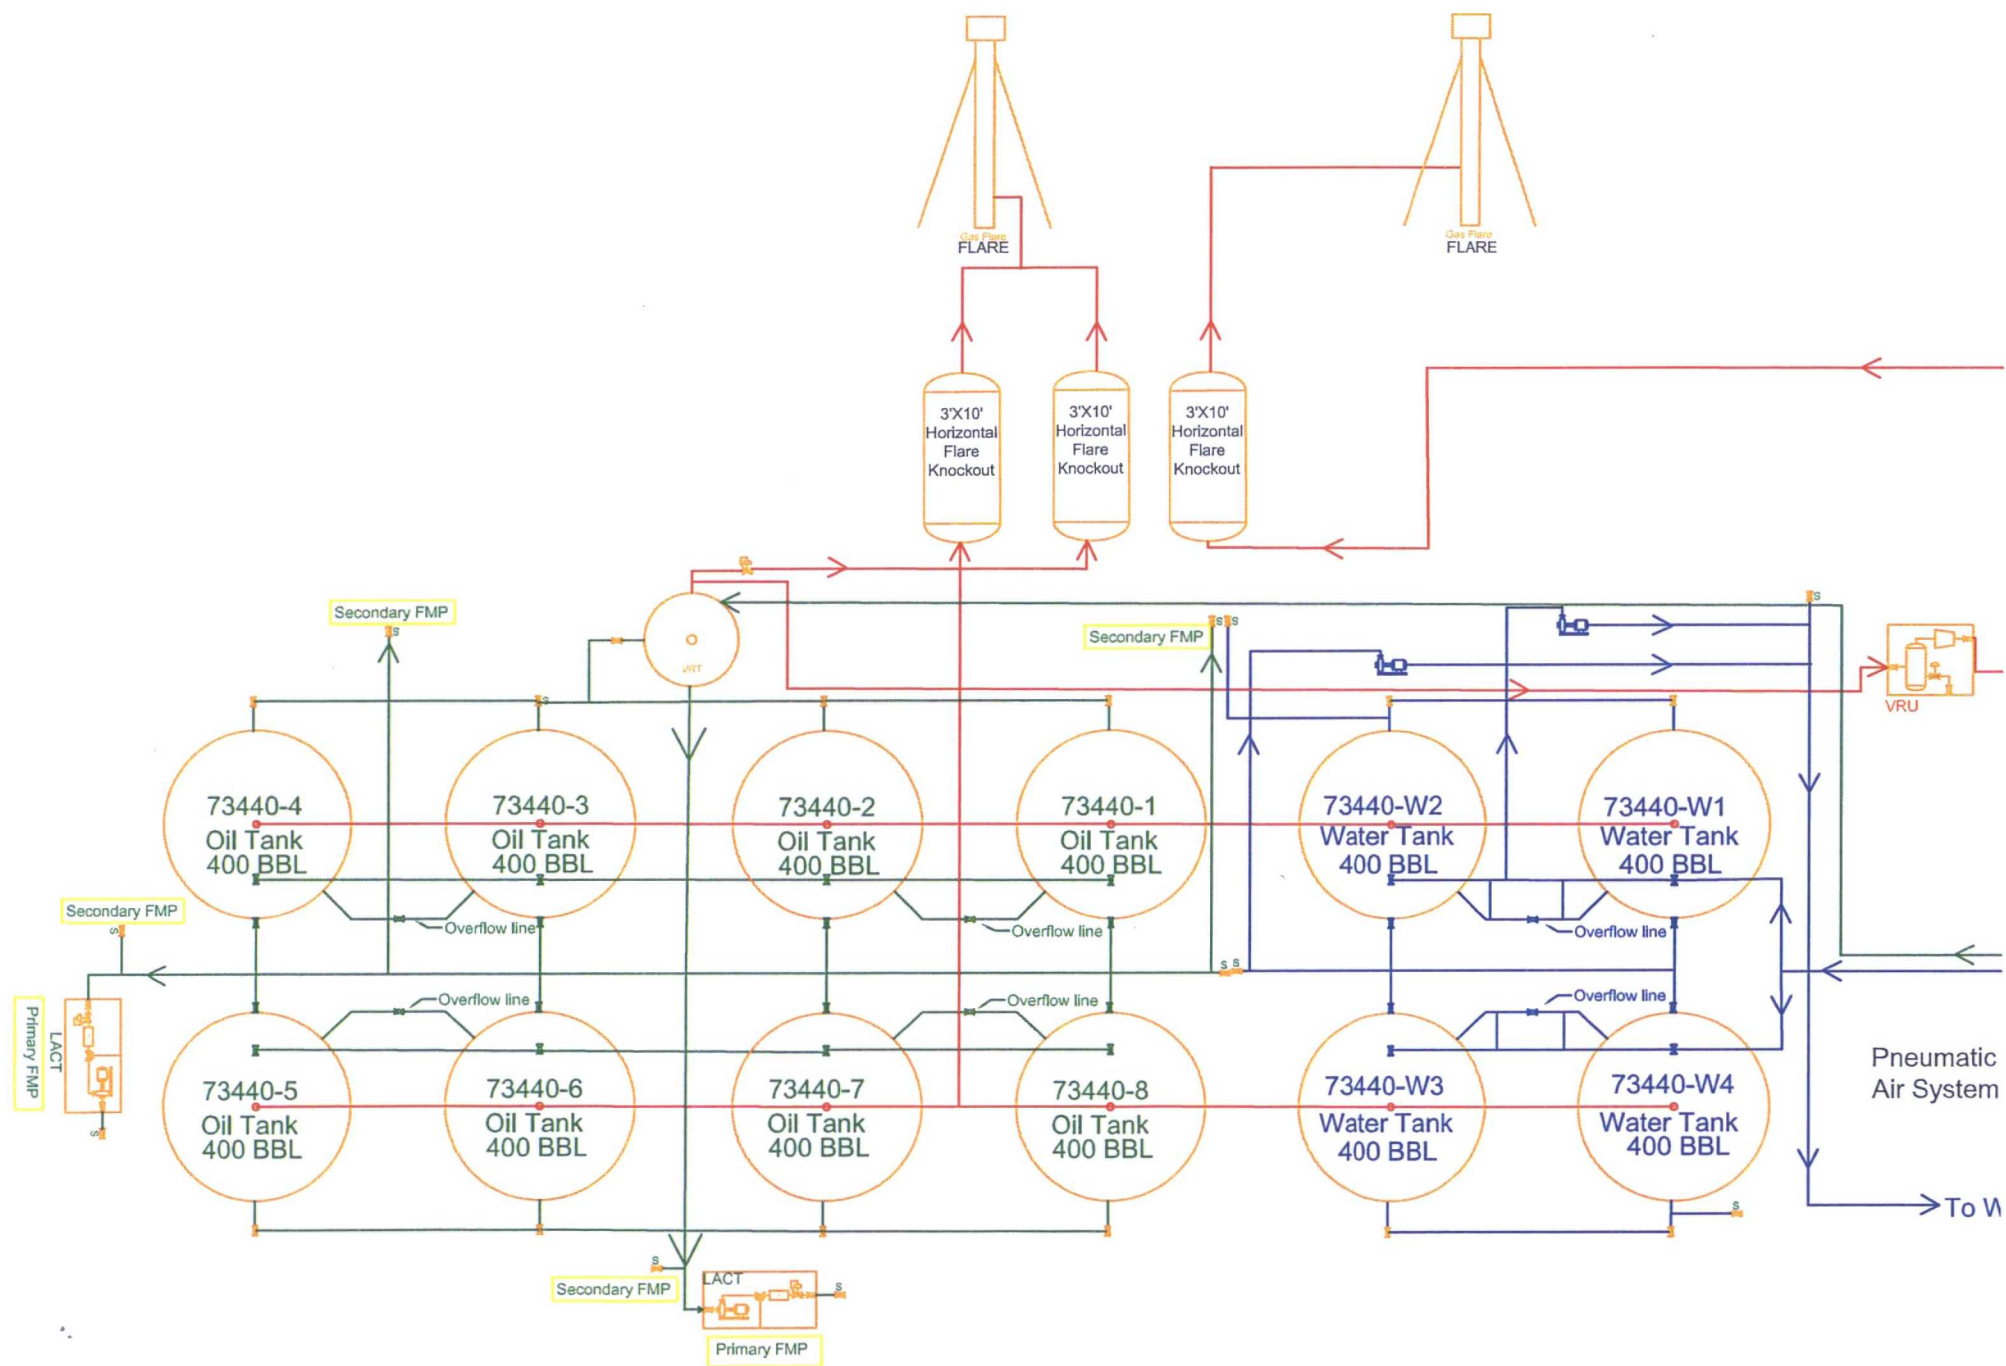 Gas Flare
FLARE
Gas Flare
FLARE
3'X10'
Horizontal
Flare
Knockout
3'X10'
Horizontal
Flare
Knockout
3'X10'
Horizontal
Flare
Knockout
Secondary FMP
S
VRT
Secondary FMP
S
S
S
VRU
S
73440-4
Oil Tank
400 BBL
73440-3
Oil Tank
400 BBL
73440-2
Oil Tank
400 BBL
73440-1
Oil Tank
400 BBL
73440-W2
Water Tank
400 BBL
73440-W1
Water Tank
400 BBL
Secondary FMP
S
Overflow line
Overflow line
Overflow line
S S
Overflow line
Overflow line
Overflow line
Primary FMP
LACT
S
73440-5
Oil Tank
400 BBL
73440-6
Oil Tank
400 BBL
73440-7
Oil Tank
400 BBL
73440-8
Oil Tank
400 BBL
73440-W3
Water Tank
400 BBL
73440-W4
Water Tank
400 BBL
Pneumatic
Air System
To W
S
S
Secondary FMP
LACT
S
Primary FMP